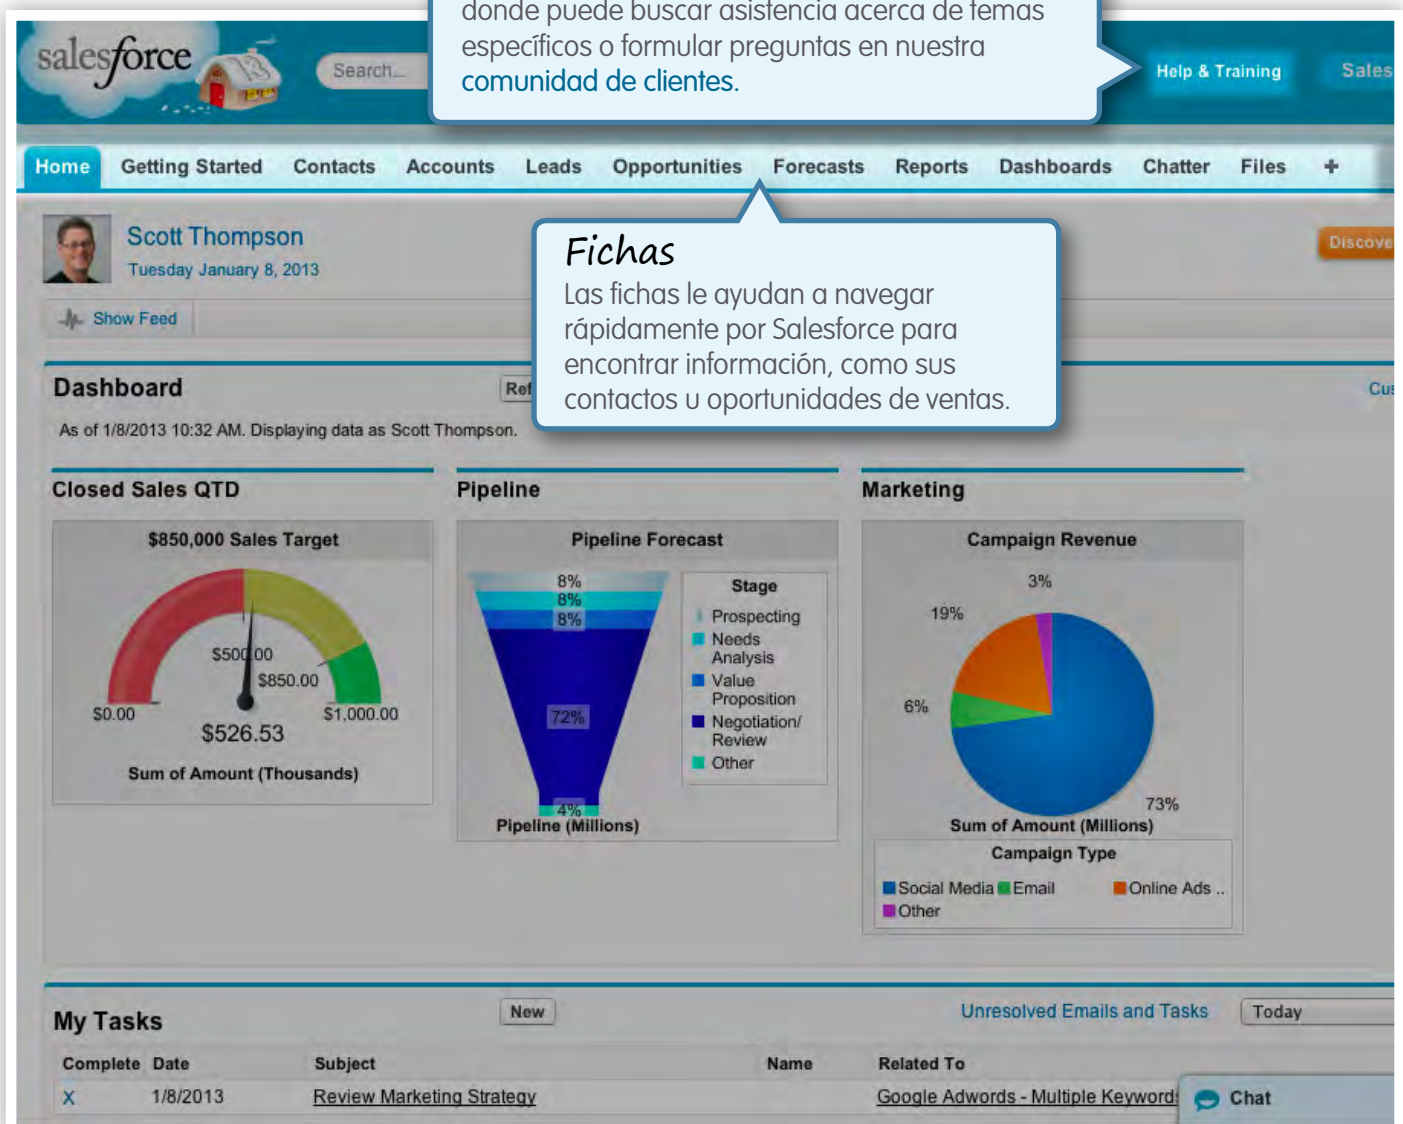 donde puede buscar asistencia acerca de temas
específicos o formular preguntas en nuestra
comunidad de clientes.
salesforce
Search...
Help & Training
Sales
Home Getting Started Contacts Accounts Leads Opportunities Forecasts Reports Dashboards Chatter Files +
Scott Thompson
Tuesday January 8, 2013
Discove
Show Feed
Fichas
Las fichas le ayudan a navegar
rápidamente por Salesforce para
encontrar información, como sus
contactos u oportunidades de ventas.
Dashboard
Ref
Cus
As of 1/8/2013 10:32 AM. Displaying data as Scott Thompson.
Closed Sales QTD
$850,000 Sales Target
$500.00
$850.00
$0.00
$1,000.00
$526.53
Sum of Amount (Thousands)
Pipeline
Pipeline Forecast
8%
8%
8%
72%
4%
Pipeline (Millions)
Stage
Prospecting
Needs
Analysis
Value
Proposition
Negotiation/
Review
Other
Marketing
Campaign Revenue
3%
19%
6%
73%
Sum of Amount (Millions)
Campaign Type
Social Media Email Online Ads ..
Other
My Tasks
New
Unresolved Emails and Tasks
Today
Complete Date Subject Name Related To
X 1/8/2013 Review Marketing Strategy Google Adwords - Multiple Keywords
Chat